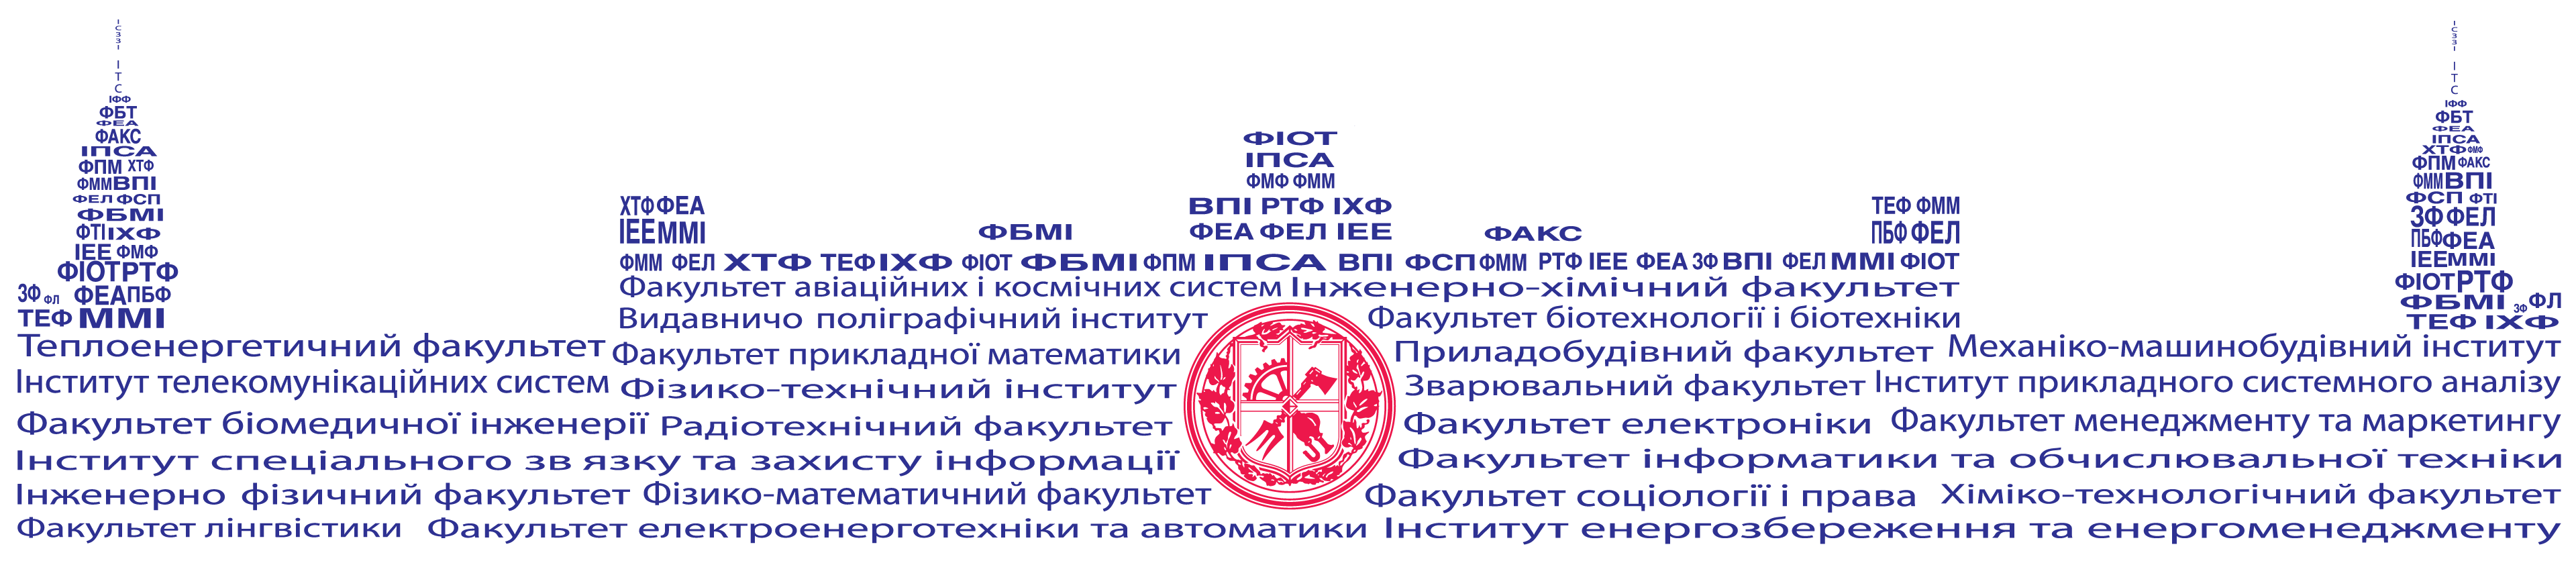 І
С
З
З
І
І
Т
С
ІФФ
ФБТ
ФЕА
ФАКС
ІПСА
ФПМ ХТФ
ФММ ВПІ
ФЕЛ ФСП
ФБМІ
ФТІ ІХФ
ІЕЕ ФМФ
ФІОТ РТФ
ЗФ ФЛ ФЕА ПБФ
ТЕФ ММІ
ХТФ ФЕА
ІЕЕ ММІ
ФБМІ
ФІОТ
ІПСА
ФМФ ФММ
ВПІ РТФ ІХФ
ФЕА ФЕЛ ІЕЕ
ФАКС
ТЕФ ФММ
ПБФ ФЕЛ
ФММ ФЕЛ ХТФ ТЕФ ІХФ ФІОТ ФБМІ ФПМ ІПСА ВПІ ФСП ФММ РТФ ІЕЕ ФЕА ЗФ ВПІ ФЕЛ ММІ ФІОТ
І
С
З
З
І
І
Т
С
ІФФ
ФБТ
ФЕА
ІПСА
ХТФ ФМФ
ФПМ ФАКС
ФММ ВПІ
ФСП ФТІ
ЗФ ФЕЛ
ПБФ ФЕА
ІЕЕ ММІ
ФІОТ РТФ
ФБМІ ЗФ ФЛ
ТЕФ ІХФ
Факультет авіаційних і космічних систем Інженерно-хімічний факультет
Видавничо поліграфічний інститут Факультет біотехнології і біотехніки
Теплоенергетичний факультет Факультет прикладної математики Приладобудівний факультет Механіко-машинобудівний інститут
Інститут телекомунікаційних систем Фізико-технічний інститут Зварювальний факультет Інститут прикладного системного аналізу
Факультет біомедичної інженерії Радіотехнічний факультет Факультет електроніки Факультет менеджменту та маркетингу
Інститут спеціального зв язку та захисту інформації Факультет інформатики та обчислювальної техніки
Інженерно фізичний факультет Фізико-математичний факультет Факультет соціології і права Хіміко-технологічний факультет
Факультет лінгвістики Факультет електроенерготехніки та автоматики Інститут енергозбереження та енергоменеджменту